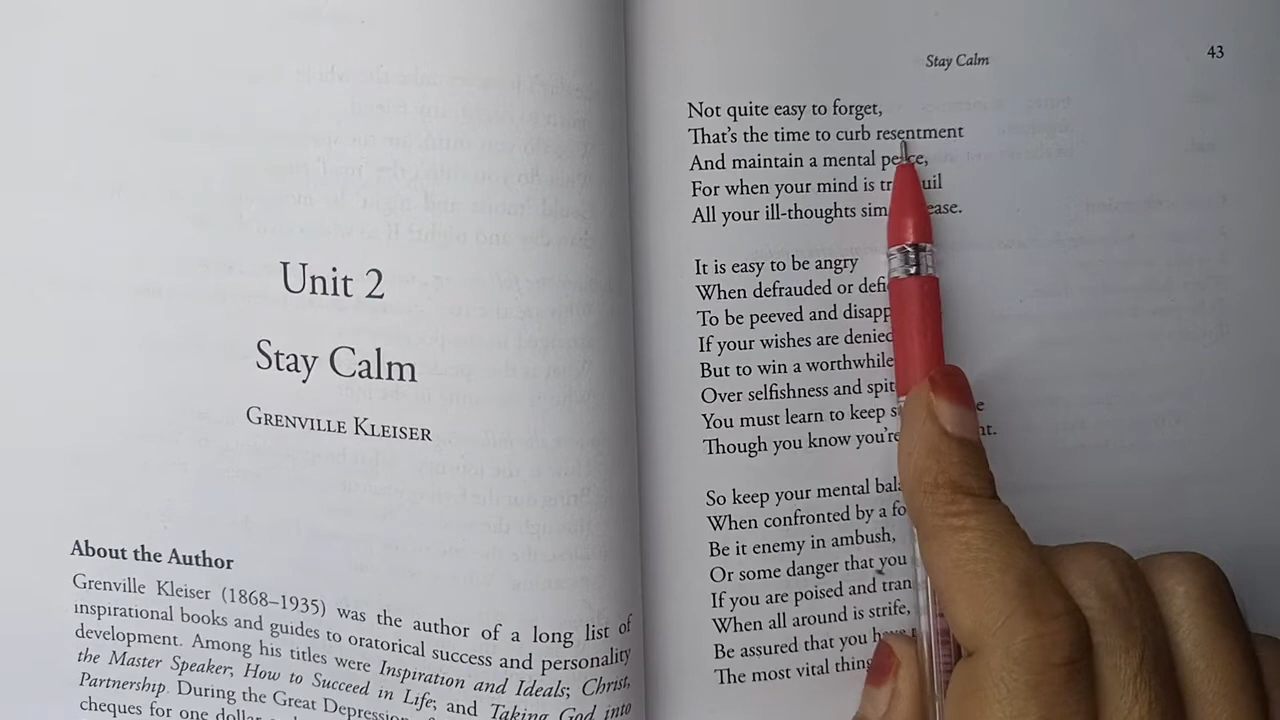 Unit 2
Stay Calm
GRENVILLE KLEISER
About the Author
Grenville Kleiser (1868–1935) was the author of a long list of
inspirational books and guides to oratorical success and personality
development. Among his titles were Inspiration and Ideals; Christ,
the Master Speaker; How to Succeed in Life; and Taking God into
Partnership. During the Great
cheques for one dollar
Stay Calm
43
Not quite easy to forget,
That's the time to curb resentment
And maintain a mental peace,
For when your mind is tranquil
All your ill-thoughts cease.
It is easy to be angry
When defrauded or
To be peeved and
If your wishes are denied
But to win a worthwhile
Over selfishness and
You must learn to keep
Though you know you're
So keep your mental
When confronted by a
Be it enemy in ambush,
Or some danger that you
If you are poised and
When all around is strife,
Be assured that you have
The most vital thing